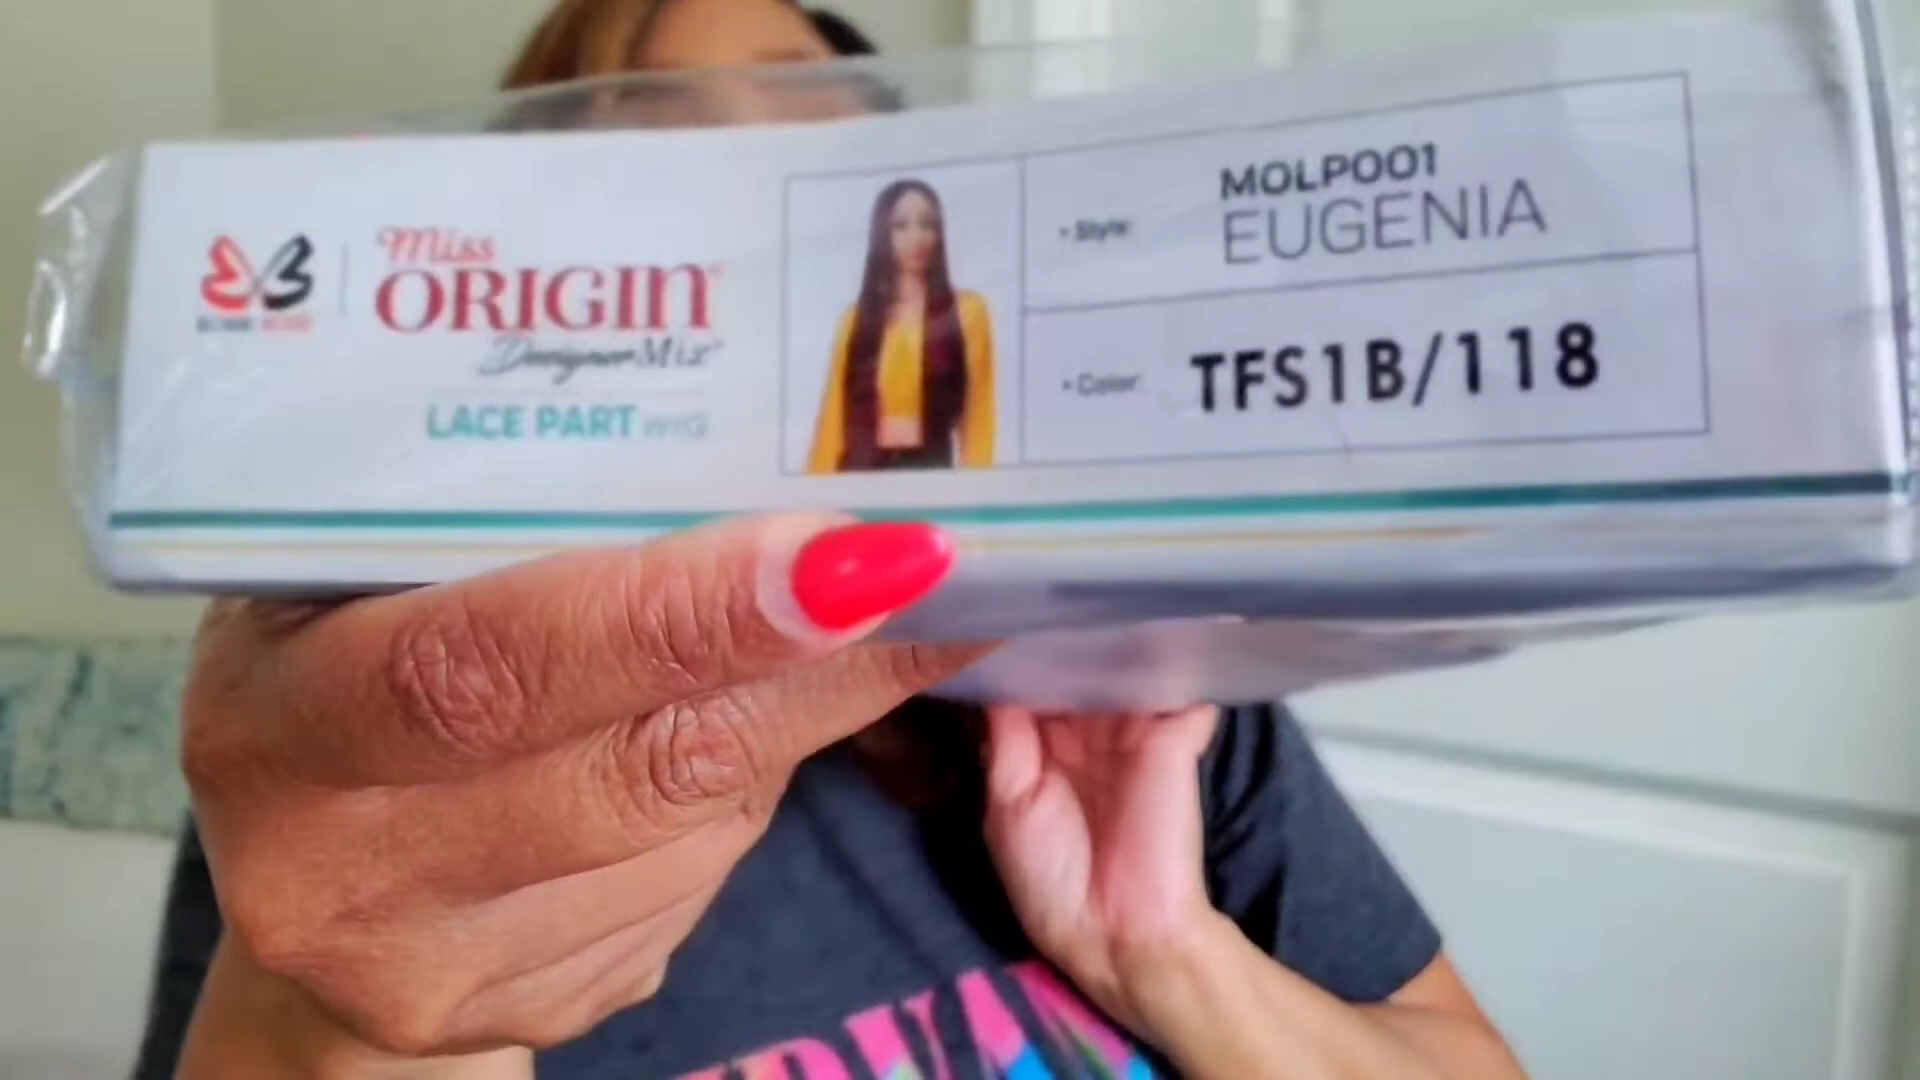 Miss
ORIGIN
Designer Mix
LACE PART WIG
• Style:
MOLP001
EUGENIA
• Color:
TFS1B/118